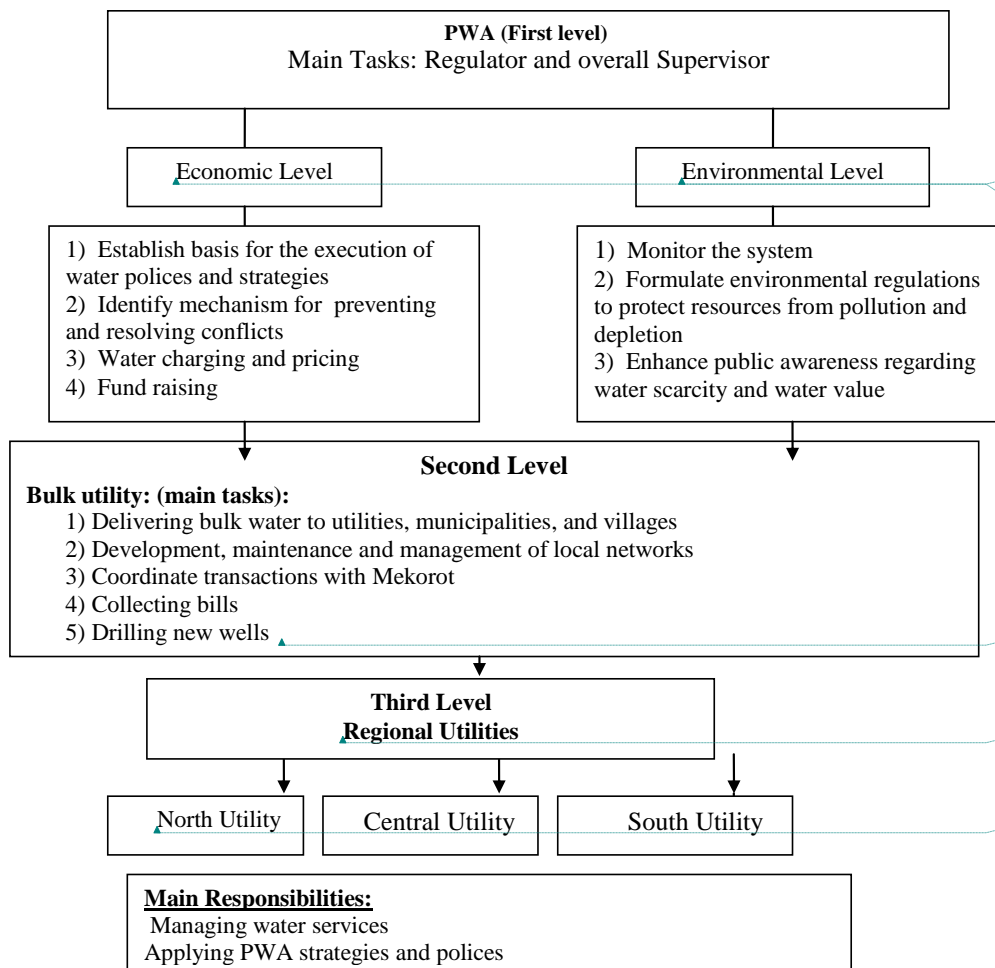 PWA (First level)
Main Tasks: Regulator and overall Supervisor
Economic Level
Environmental Level
1) Establish basis for the execution of
water polices and strategies
2) Identify mechanism for preventing
and resolving conflicts
3) Water charging and pricing
4) Fund raising
1) Monitor the system
2) Formulate environmental regulations
to protect resources from pollution and
depletion
3) Enhance public awareness regarding
water scarcity and water value
Second Level
Bulk utility: (main tasks):
1) Delivering bulk water to utilities, municipalities, and villages
2) Development, maintenance and management of local networks
3) Coordinate transactions with Mekorot
4) Collecting bills
5) Drilling new wells
Third Level
Regional Utilities
North Utility
Central Utility
South Utility
Main Responsibilities:
Managing water services
Applying PWA strategies and polices